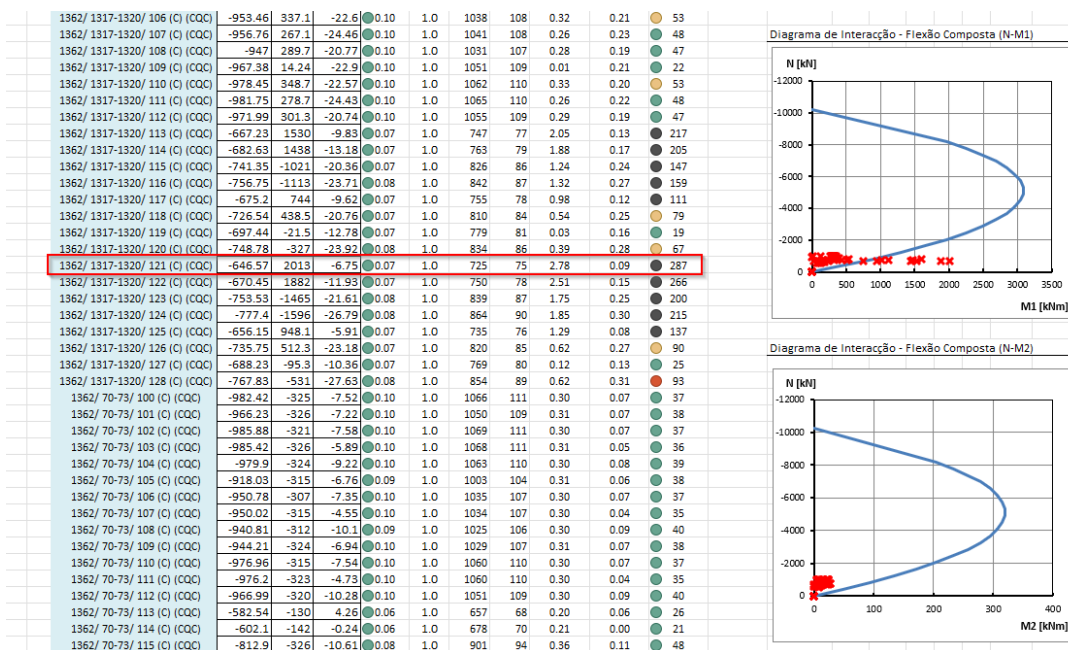 1362/ 1317-1320/ 106 (C) (CQC) -953.46 337.1 -22.6 0.10 1.0 1038 108 0.32 0.21 53
1362/ 1317-1320/ 107 (C) (CQC) -956.76 267.1 -24.46 0.10 1.0 1041 108 0.26 0.23 48
1362/ 1317-1320/ 108 (C) (CQC) -947 289.7 -20.77 0.10 1.0 1031 107 0.28 0.19 47
1362/ 1317-1320/ 109 (C) (CQC) -967.38 14.24 -22.9 0.10 1.0 1051 109 0.01 0.21 22
1362/ 1317-1320/ 110 (C) (CQC) -978.45 348.7 -22.57 0.10 1.0 1062 110 0.33 0.20 53
1362/ 1317-1320/ 111 (C) (CQC) -981.75 278.7 -24.43 0.10 1.0 1065 110 0.26 0.22 48
1362/ 1317-1320/ 112 (C) (CQC) -971.99 301.3 -20.74 0.10 1.0 1055 109 0.29 0.19 47
1362/ 1317-1320/ 113 (C) (CQC) -667.23 1530 -9.83 0.07 1.0 747 77 2.05 0.13 217
1362/ 1317-1320/ 114 (C) (CQC) -682.63 1438 -13.18 0.07 1.0 763 79 1.88 0.17 205
1362/ 1317-1320/ 115 (C) (CQC) -741.35 -1021 -20.36 0.07 1.0 826 86 1.24 0.24 147
1362/ 1317-1320/ 116 (C) (CQC) -756.75 -1113 -23.71 0.08 1.0 842 87 1.32 0.27 159
1362/ 1317-1320/ 117 (C) (CQC) -675.2 744 -9.62 0.07 1.0 755 78 0.98 0.12 111
1362/ 1317-1320/ 118 (C) (CQC) -726.54 438.5 -20.76 0.07 1.0 810 84 0.54 0.25 79
1362/ 1317-1320/ 119 (C) (CQC) -697.44 -21.5 -12.78 0.07 1.0 779 81 0.03 0.16 19
1362/ 1317-1320/ 120 (C) (CQC) -748.78 -327 -23.92 0.08 1.0 834 86 0.39 0.28 67
1362/ 1317-1320/ 121 (C) (CQC) -646.57 2013 -6.75 0.07 1.0 725 75 2.78 0.09 287
1362/ 1317-1320/ 122 (C) (CQC) -670.45 1882 -11.93 0.07 1.0 750 78 2.51 0.15 266
1362/ 1317-1320/ 123 (C) (CQC) -753.53 -1465 -21.61 0.08 1.0 839 87 1.75 0.25 200
1362/ 1317-1320/ 124 (C) (CQC) -777.4 -1596 -26.79 0.08 1.0 864 90 1.85 0.30 215
1362/ 1317-1320/ 125 (C) (CQC) -656.15 948.1 -5.91 0.07 1.0 735 76 1.29 0.08 137
1362/ 1317-1320/ 126 (C) (CQC) -735.75 512.3 -23.18 0.07 1.0 820 85 0.62 0.27 90
1362/ 1317-1320/ 127 (C) (CQC) -688.23 -95.3 -10.36 0.07 1.0 769 80 0.12 0.13 25
1362/ 1317-1320/ 128 (C) (CQC) -767.83 -531 -27.63 0.08 1.0 854 89 0.62 0.31 93
1362/ 70-73/ 100 (C) (CQC) -982.42 -325 -7.52 0.10 1.0 1066 111 0.30 0.07 37
1362/ 70-73/ 101 (C) (CQC) -966.23 -326 -7.22 0.10 1.0 1050 109 0.31 0.07 38
1362/ 70-73/ 102 (C) (CQC) -985.88 -321 -7.58 0.10 1.0 1069 111 0.30 0.07 37
1362/ 70-73/ 103 (C) (CQC) -985.42 -326 -5.89 0.10 1.0 1068 111 0.31 0.05 36
1362/ 70-73/ 104 (C) (CQC) -979.9 -324 -9.22 0.10 1.0 1063 110 0.30 0.08 39
1362/ 70-73/ 105 (C) (CQC) -918.03 -315 -6.76 0.09 1.0 1003 104 0.31 0.06 38
1362/ 70-73/ 106 (C) (CQC) -950.78 -307 -7.35 0.10 1.0 1035 107 0.30 0.07 37
1362/ 70-73/ 107 (C) (CQC) -950.02 -315 -4.55 0.10 1.0 1034 107 0.30 0.04 35
1362/ 70-73/ 108 (C) (CQC) -940.81 -312 -10.1 0.09 1.0 1025 106 0.30 0.09 40
1362/ 70-73/ 109 (C) (CQC) -944.21 -324 -6.94 0.10 1.0 1029 107 0.31 0.07 38
1362/ 70-73/ 110 (C) (CQC) -976.96 -315 -7.54 0.10 1.0 1060 110 0.30 0.07 37
1362/ 70-73/ 111 (C) (CQC) -976.2 -323 -4.73 0.10 1.0 1060 110 0.30 0.04 35
1362/ 70-73/ 112 (C) (CQC) -966.99 -320 -10.28 0.10 1.0 1051 109 0.30 0.09 40
1362/ 70-73/ 113 (C) (CQC) -582.54 -130 4.26 0.06 1.0 657 68 0.20 0.06 26
1362/ 70-73/ 114 (C) (CQC) -602.1 -142 -0.24 0.06 1.0 678 70 0.21 0.00 21
1362/ 70-73/ 115 (C) (CQC) -812.9 -326 -10.61 0.08 1.0 901 94 0.36 0.11 48
Diagrama de Interacção - Flexão Composta (N-M1)
N [kN]
-12000
-10000
-8000
-6000
-4000
-2000
0
0 500 1000 1500 2000 2500 3000 3500
M1 [kNm]
Diagrama de Interacção - Flexão Composta (N-M2)
N [kN]
-12000
-10000
-8000
-6000
-4000
-2000
0
0 100 200 300 400
M2 [kNm]